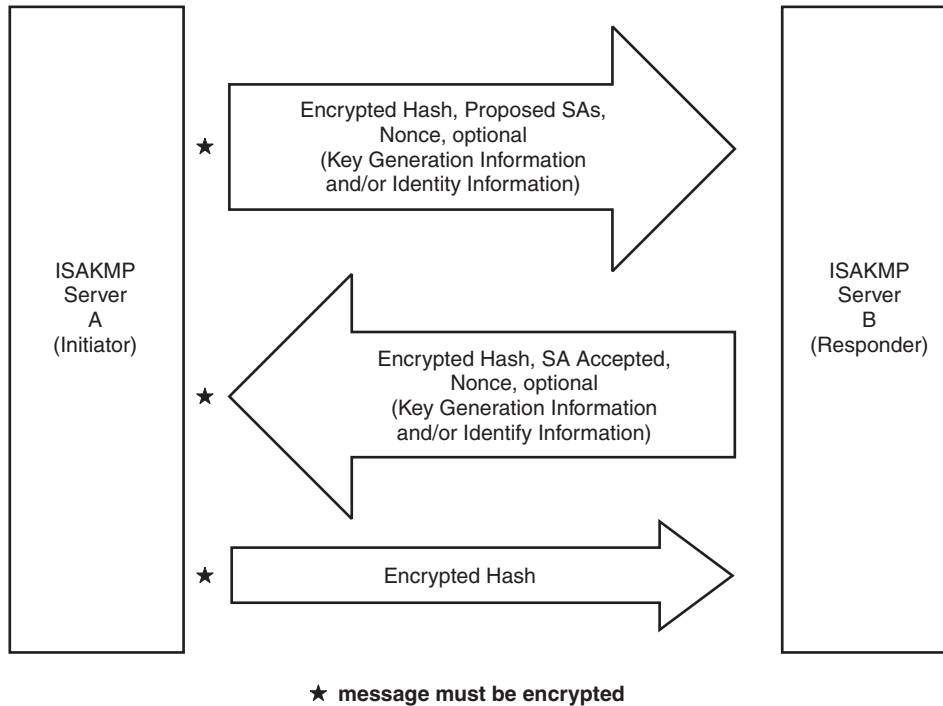 Encrypted Hash, Proposed SAs,
Nonce, optional
(Key Generation Information
and/or Identity Information)
ISAKMP
Server
A
(Initiator)
ISAKMP
Server
B
(Responder)
Encrypted Hash, SA Accepted,
Nonce, optional
(Key Generation Information
and/or Identify Information)
Encrypted Hash
★ message must be encrypted